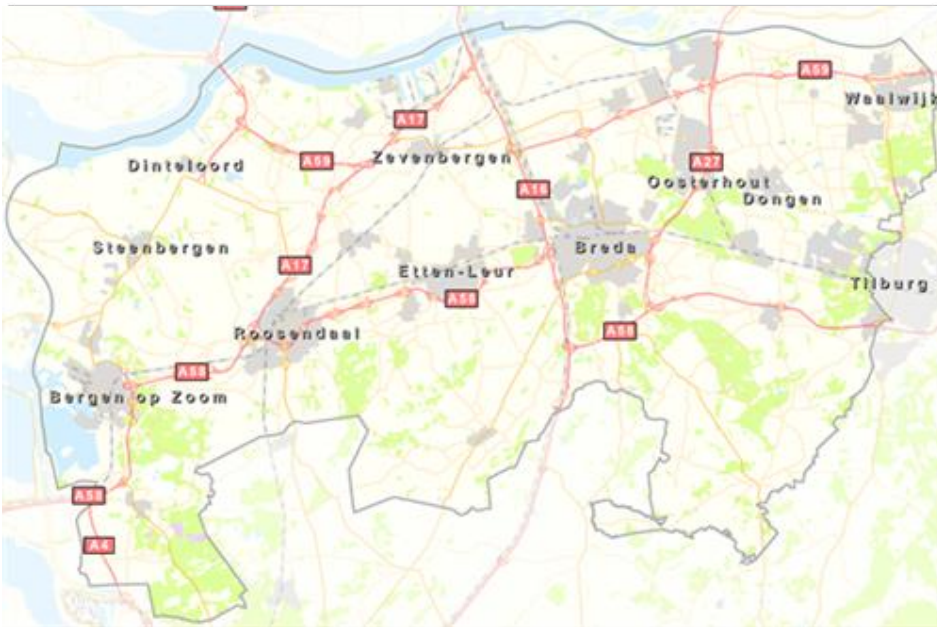 A59
Waalwijk
A17
Zevenbergen
Dinteloord
A59
A27
A16
Oosterhout
Dongen
Steenbergen
Breda
A17
Etten-Leur
Tilburg
A58
Roosendaal
A58
A58
Bergen op Zoom
A58
A4